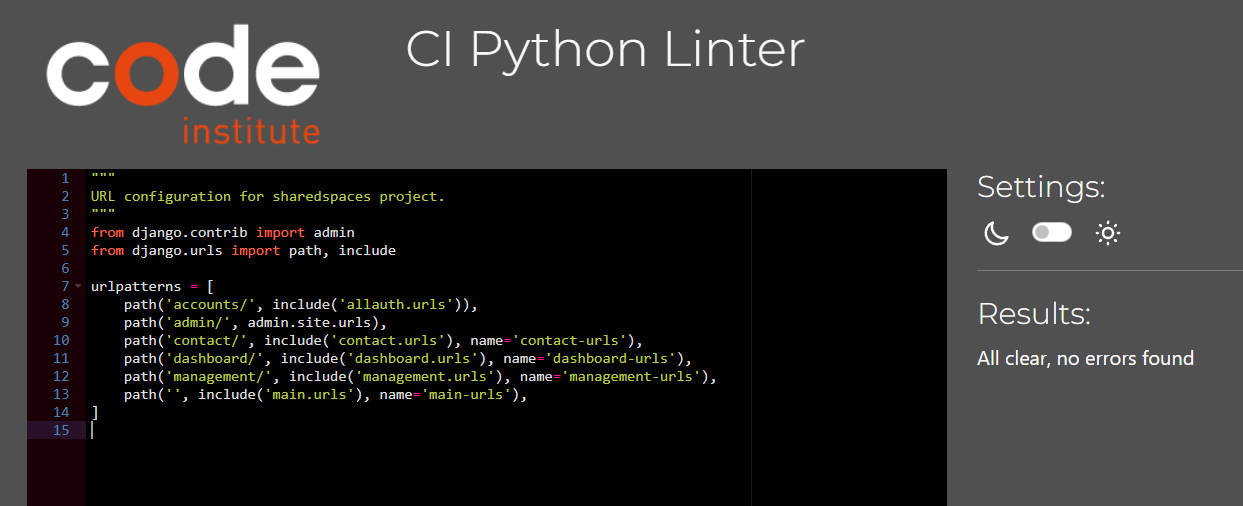 code
institute
CI Python Linter
1 """
2 URL configuration for sharedspaces project.
3 """
4 from django.contrib import admin
5 from django.urls import path, include
6
7 urlpatterns = [
8     path('accounts/', include('allauth.urls')),
9     path('admin/', admin.site.urls),
10     path('contact/', include('contact.urls'), name='contact-urls'),
11     path('dashboard/', include('dashboard.urls'), name='dashboard-urls'),
12     path('management/', include('management.urls'), name='management-urls'),
13     path('', include('main.urls'), name='main-urls'),
14 ]
15
Settings:
Results:
All clear, no errors found